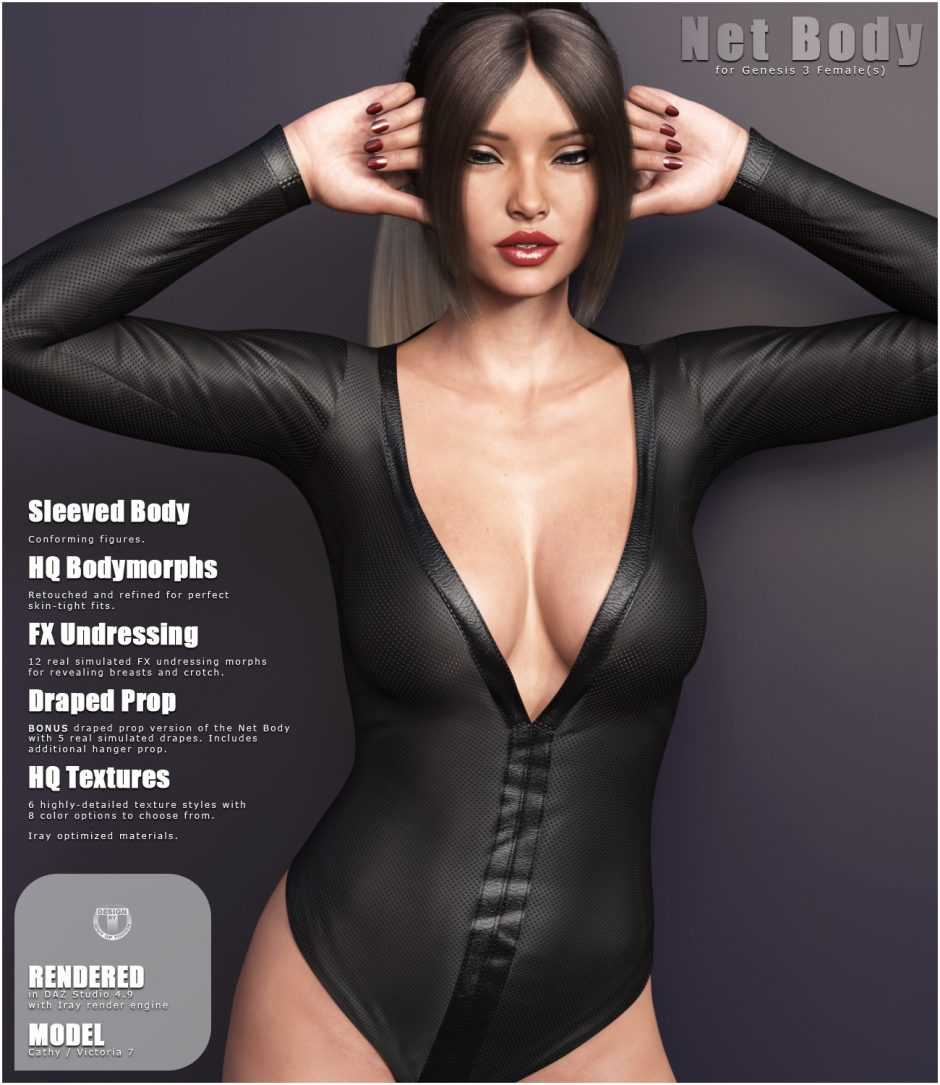 Net Body
for Genesis 3 Female(s)
Sleeved Body
Conforming figures.
HQ Bodymorphs
Retouched and refined for perfect
skin-tight fits.
FX Undressing
12 real simulated FX undressing morphs
for revealing breasts and crotch.
Draped Prop
BONUS draped prop version of the Net Body
with 5 real simulated drapes. Includes
additional hanger prop.
HQ Textures
6 highly-detailed texture styles with
8 color options to choose from.
Iray optimized materials.
DESIGN
BY
RENDERED
in DAZ Studio 4.9
with Iray render engine
MODEL
Cathy / Victoria 7